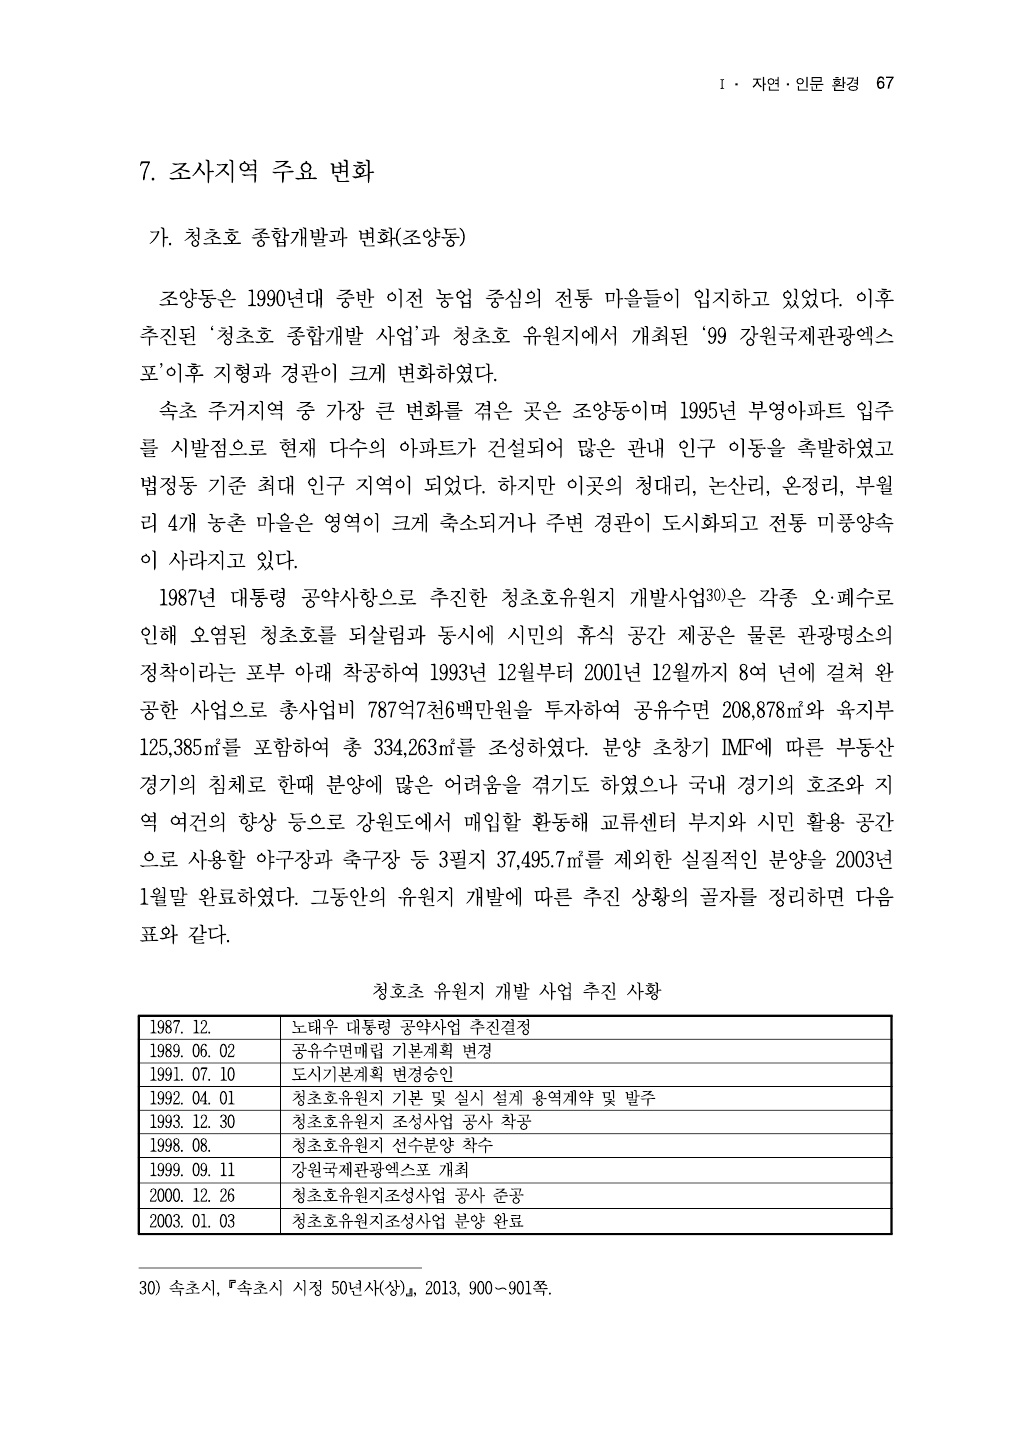 Ⅰ · 자연 · 인문 환경 67
7. 조사지역 주요 변화
가. 청초호 종합개발과 변화(조양동)
조양동은 1990년대 중반 이전 농업 중심의 전통 마을들이 입지하고 있었다. 이후
추진된 ‘청초호 종합개발 사업’과 청초호 유원지에서 개최된 ‘99 강원국제관광엑스
포’이후 지형과 경관이 크게 변화하였다.
속초 주거지역 중 가장 큰 변화를 겪은 곳은 조양동이며 1995년 부영아파트 입주
를 시발점으로 현재 다수의 아파트가 건설되어 많은 관내 인구 이동을 촉발하였고
법정동 기준 최대 인구 지역이 되었다. 하지만 이곳의 청대리, 논산리, 온정리, 부월
리 4개 농촌 마을은 영역이 크게 축소되거나 주변 경관이 도시화되고 전통 미풍양속
이 사라지고 있다.
1987년 대통령 공약사항으로 추진한 청초호유원지 개발사업30)은 각종 오·폐수로
인해 오염된 청초호를 되살림과 동시에 시민의 휴식 공간 제공은 물론 관광명소의
정착이라는 포부 아래 착공하여 1993년 12월부터 2001년 12월까지 8여 년에 걸쳐 완
공한 사업으로 총사업비 787억7천6백만원을 투자하여 공유수면 208,878㎡와 육지부
125,385㎡를 포함하여 총 334,263㎡를 조성하였다. 분양 초창기 IMF에 따른 부동산
경기의 침체로 한때 분양에 많은 어려움을 겪기도 하였으나 국내 경기의 호조와 지
역 여건의 향상 등으로 강원도에서 매입할 환동해 교류센터 부지와 시민 활용 공간
으로 사용할 야구장과 축구장 등 3필지 37,495.7㎡를 제외한 실질적인 분양을 2003년
1월말 완료하였다. 그동안의 유원지 개발에 따른 추진 상황의 골자를 정리하면 다음
표와 같다.
청호초 유원지 개발 사업 추진 사황
1987. 12. 노태우 대통령 공약사업 추진결정
1989. 06. 02 공유수면매립 기본계획 변경
1991. 07. 10 도시기본계획 변경승인
1992. 04. 01 청초호유원지 기본 및 실시 설계 용역계약 및 발주
1993. 12. 30 청초호유원지 조성사업 공사 착공
1998. 08. 청초호유원지 선수분양 착수
1999. 09. 11 강원국제관광엑스포 개최
2000. 12. 26 청초호유원지조성사업 공사 준공
2003. 01. 03 청초호유원지조성사업 분양 완료
30) 속초시, 『속초시 시정 50년사(상)』, 2013, 900∼901쪽.